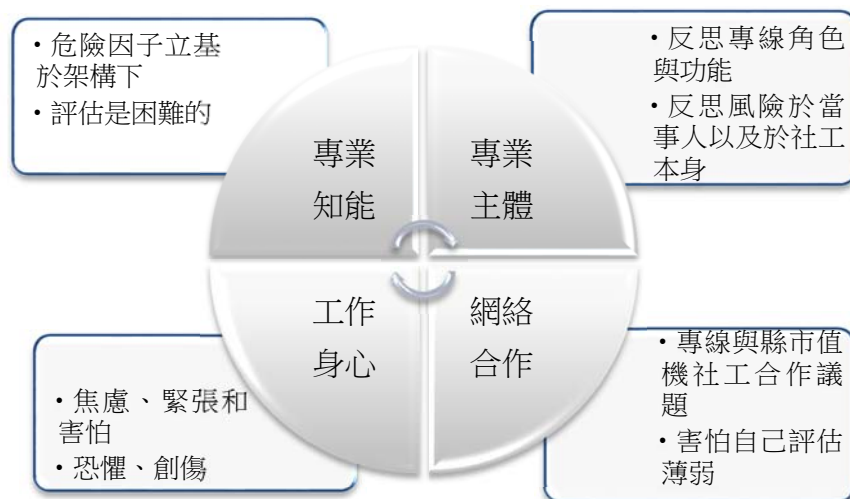 • 危險因子立基
於架構下
• 評估是困難的
• 反思專線角色
與功能
• 反思風險於當
事人以及於社工
本身
專業
知能
專業
主體
工作
身心
網絡
合作
• 焦慮、緊張和
害怕
• 恐懼、創傷
• 專線與縣市值
機社工合作議
題
• 害怕自己評估
薄弱